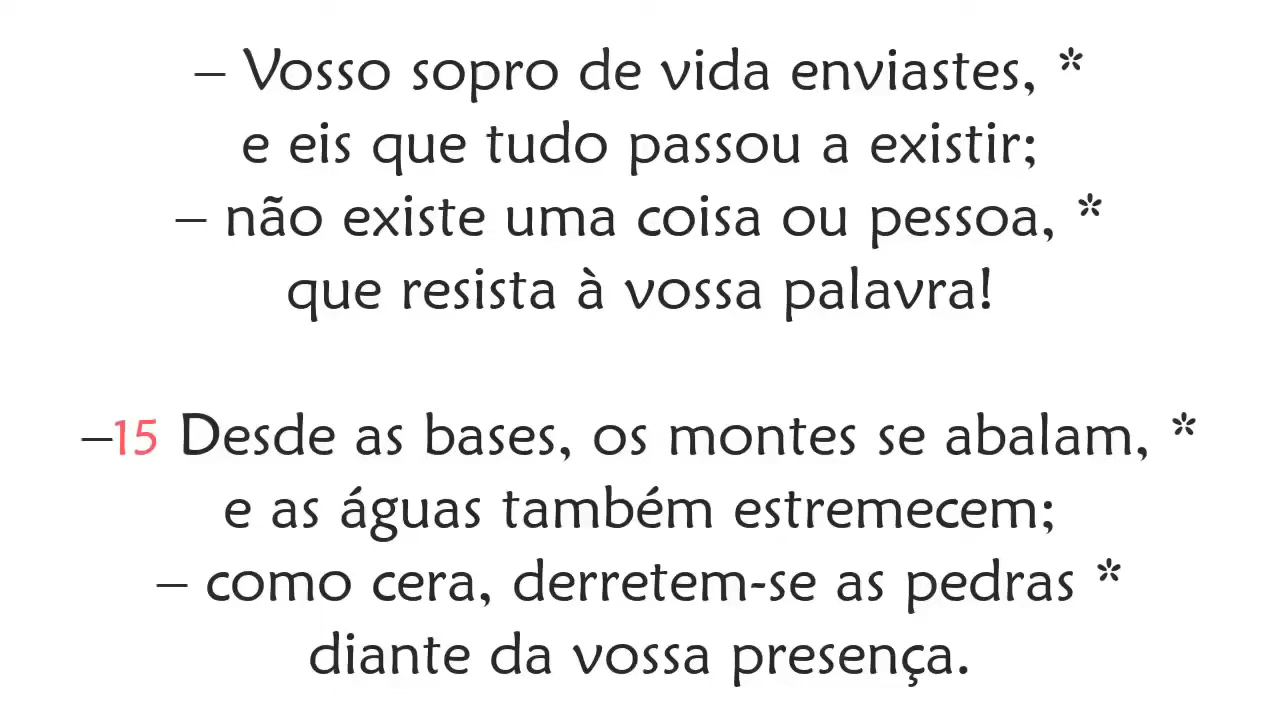 – Vosso sopro de vida enviastes, *
e eis que tudo passou a existir;
– não existe uma coisa ou pessoa, *
que resista à vossa palavra!
–15 Desde as bases, os montes se abalam, *
e as águas também estremecem;
– como cera, derretem-se as pedras *
diante da vossa presença.